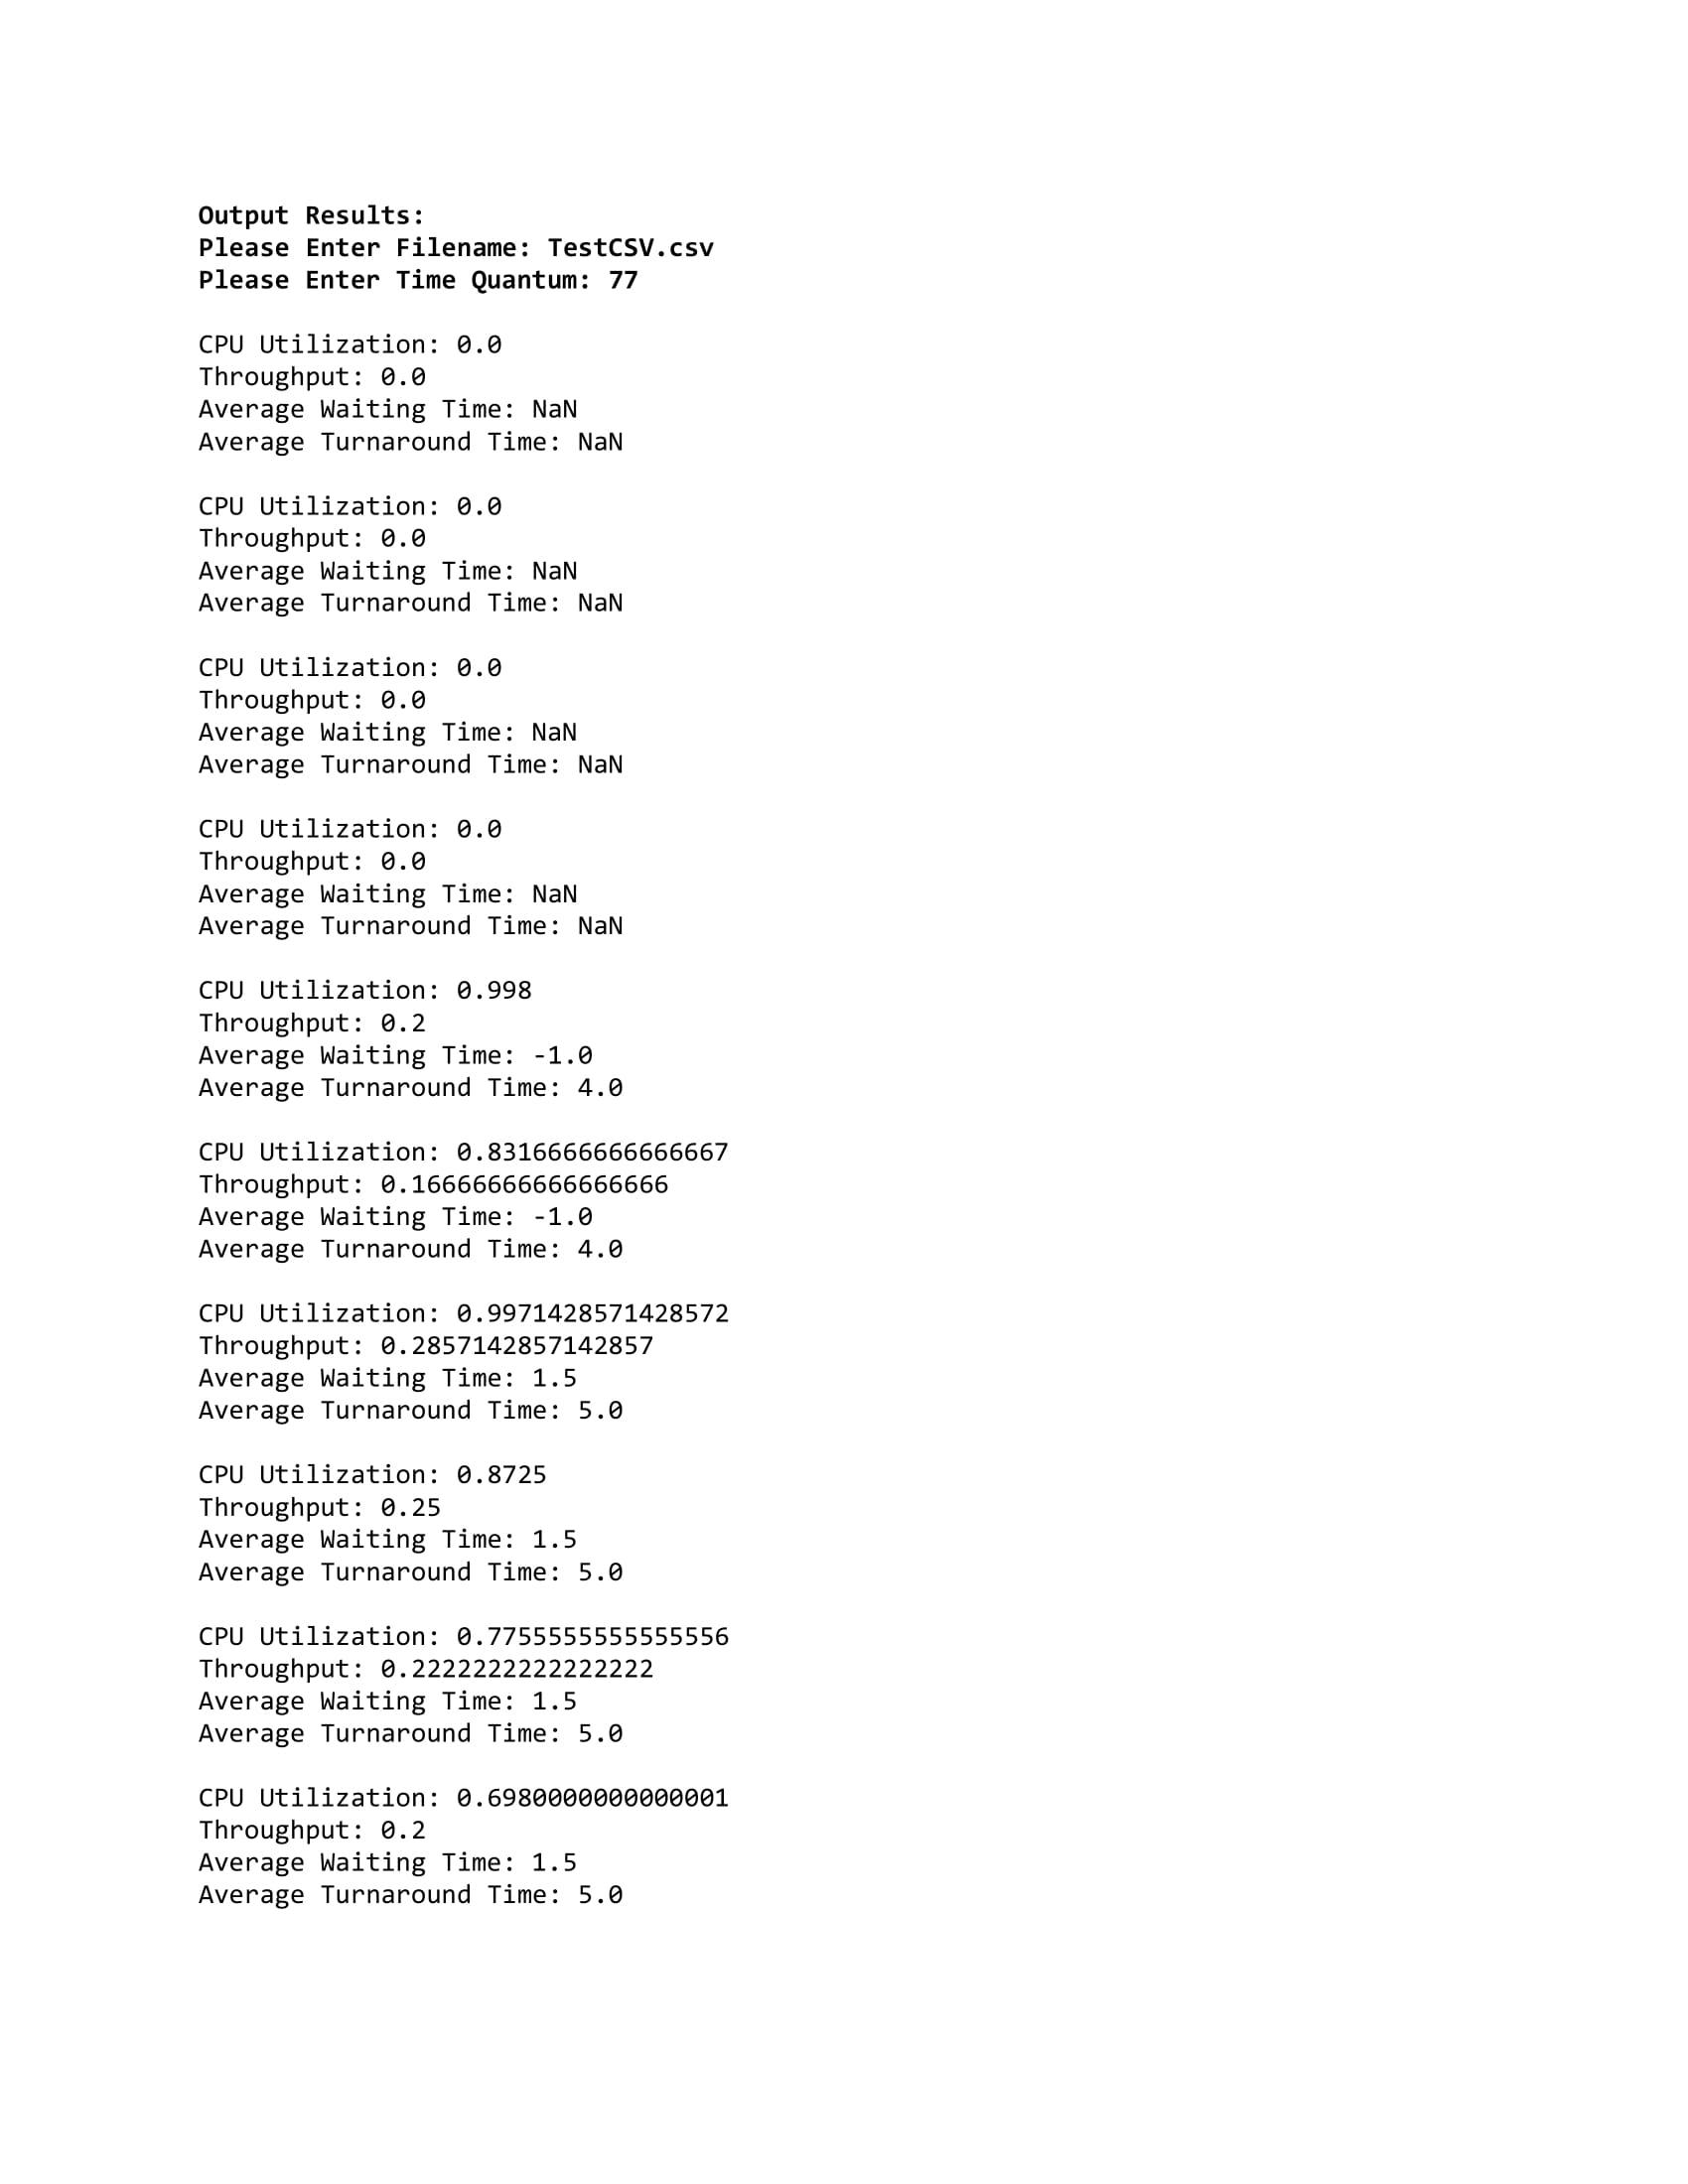 Output Results:
Please Enter Filename: TestCSV.csv
Please Enter Time Quantum: 77
CPU Utilization: 0.0
Throughput: 0.0
Average Waiting Time: NaN
Average Turnaround Time: NaN
CPU Utilization: 0.0
Throughput: 0.0
Average Waiting Time: NaN
Average Turnaround Time: NaN
CPU Utilization: 0.0
Throughput: 0.0
Average Waiting Time: NaN
Average Turnaround Time: NaN
CPU Utilization: 0.0
Throughput: 0.0
Average Waiting Time: NaN
Average Turnaround Time: NaN
CPU Utilization: 0.998
Throughput: 0.2
Average Waiting Time: -1.0
Average Turnaround Time: 4.0
CPU Utilization: 0.8316666666666667
Throughput: 0.16666666666666666
Average Waiting Time: -1.0
Average Turnaround Time: 4.0
CPU Utilization: 0.9971428571428572
Throughput: 0.2857142857142857
Average Waiting Time: 1.5
Average Turnaround Time: 5.0
CPU Utilization: 0.8725
Throughput: 0.25
Average Waiting Time: 1.5
Average Turnaround Time: 5.0
CPU Utilization: 0.7755555555555556
Throughput: 0.2222222222222222
Average Waiting Time: 1.5
Average Turnaround Time: 5.0
CPU Utilization: 0.6980000000000001
Throughput: 0.2
Average Waiting Time: 1.5
Average Turnaround Time: 5.0